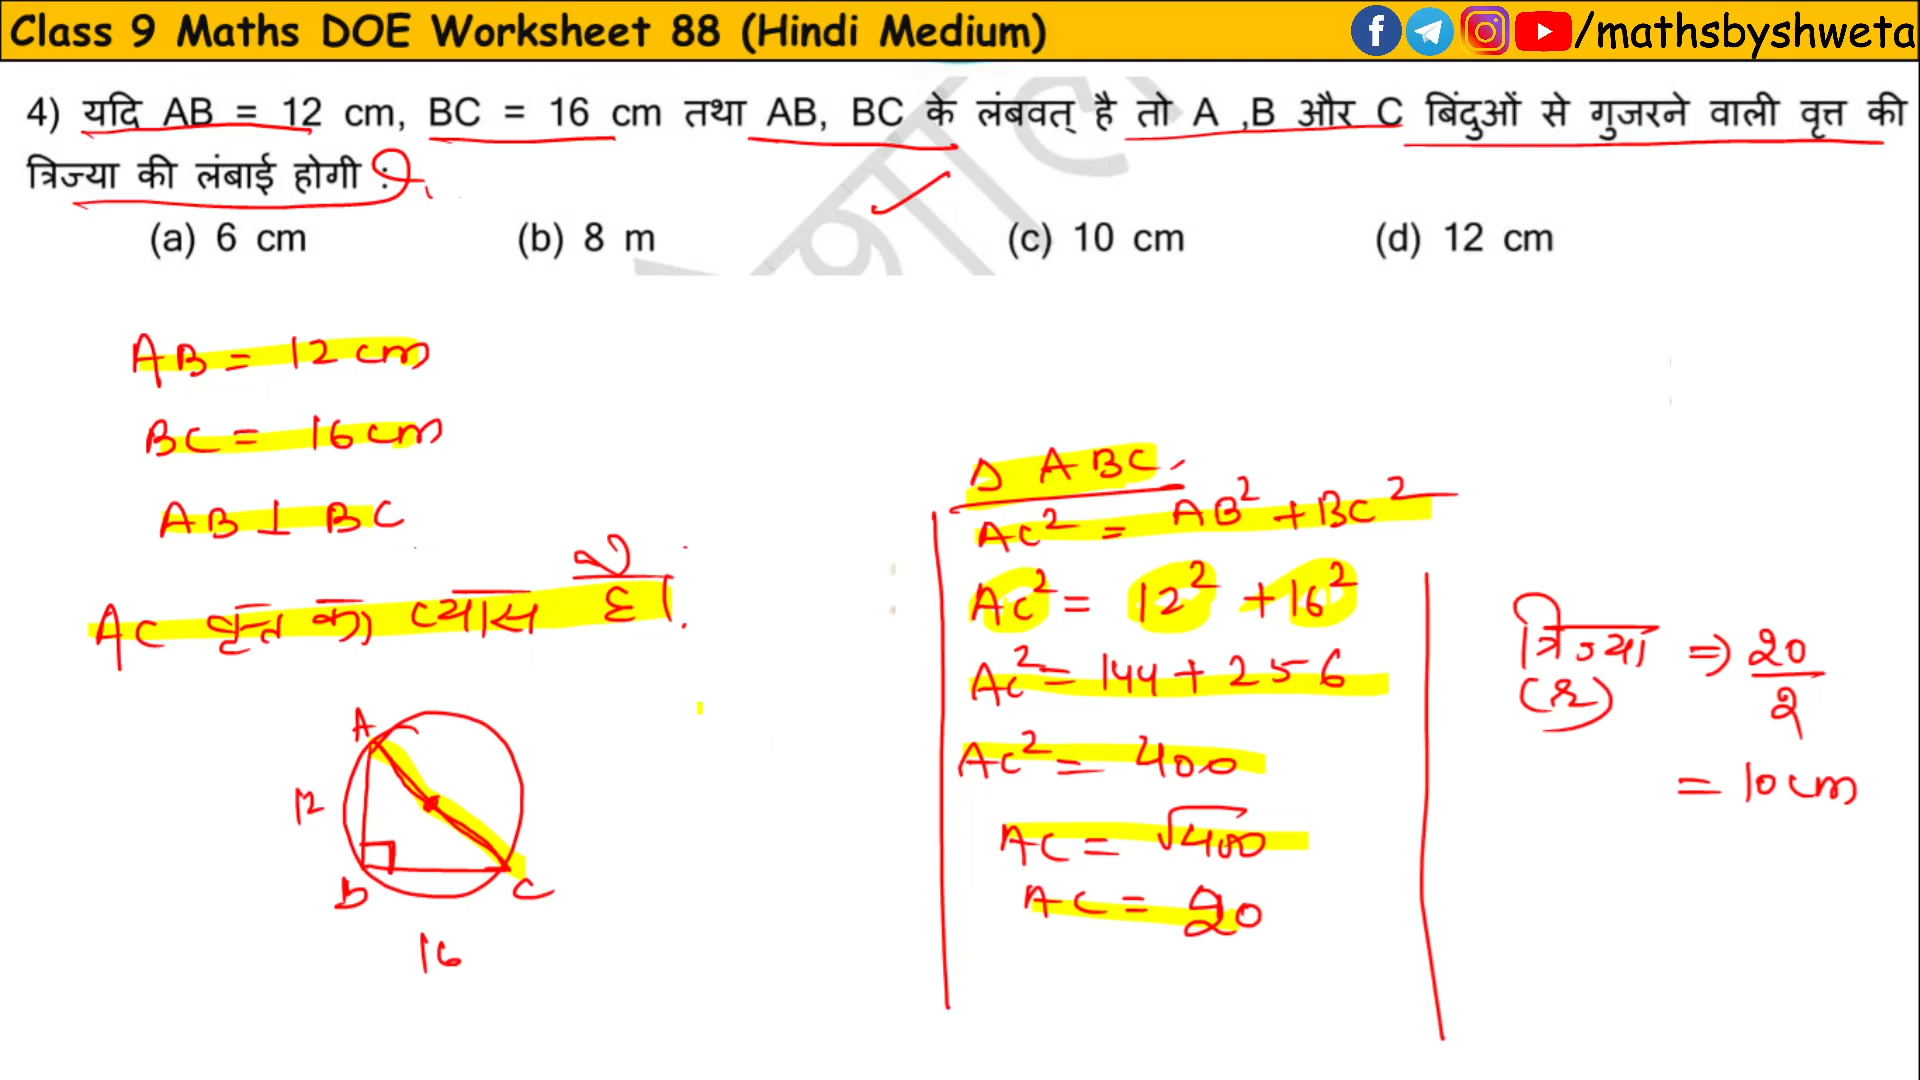 Class 9 Maths DOE Worksheet 88 (Hindi Medium)
/mathsbyshweta
4) यदि AB = 12 cm, BC = 16 cm तथा AB, BC के लंबवत् है तो A ,B और C बिंदुओं से गुजरने वाली वृत्त की
त्रिज्या की लंबाई होगी :
(a) 6 cm (b) 8 m (c) 10 cm (d) 12 cm
AB = 12 cm
BC = 16 cm
AB ⊥ BC
AC वृत्त का व्यास है।
A
12
B
C
16
Δ ABC,
AC² = AB² + BC²
AC² = 12² + 16²
AC² = 144 + 256
AC² = 400
AC = √400
AC = 20
त्रिज्या ⇒ 20/2
(r)
= 10 cm